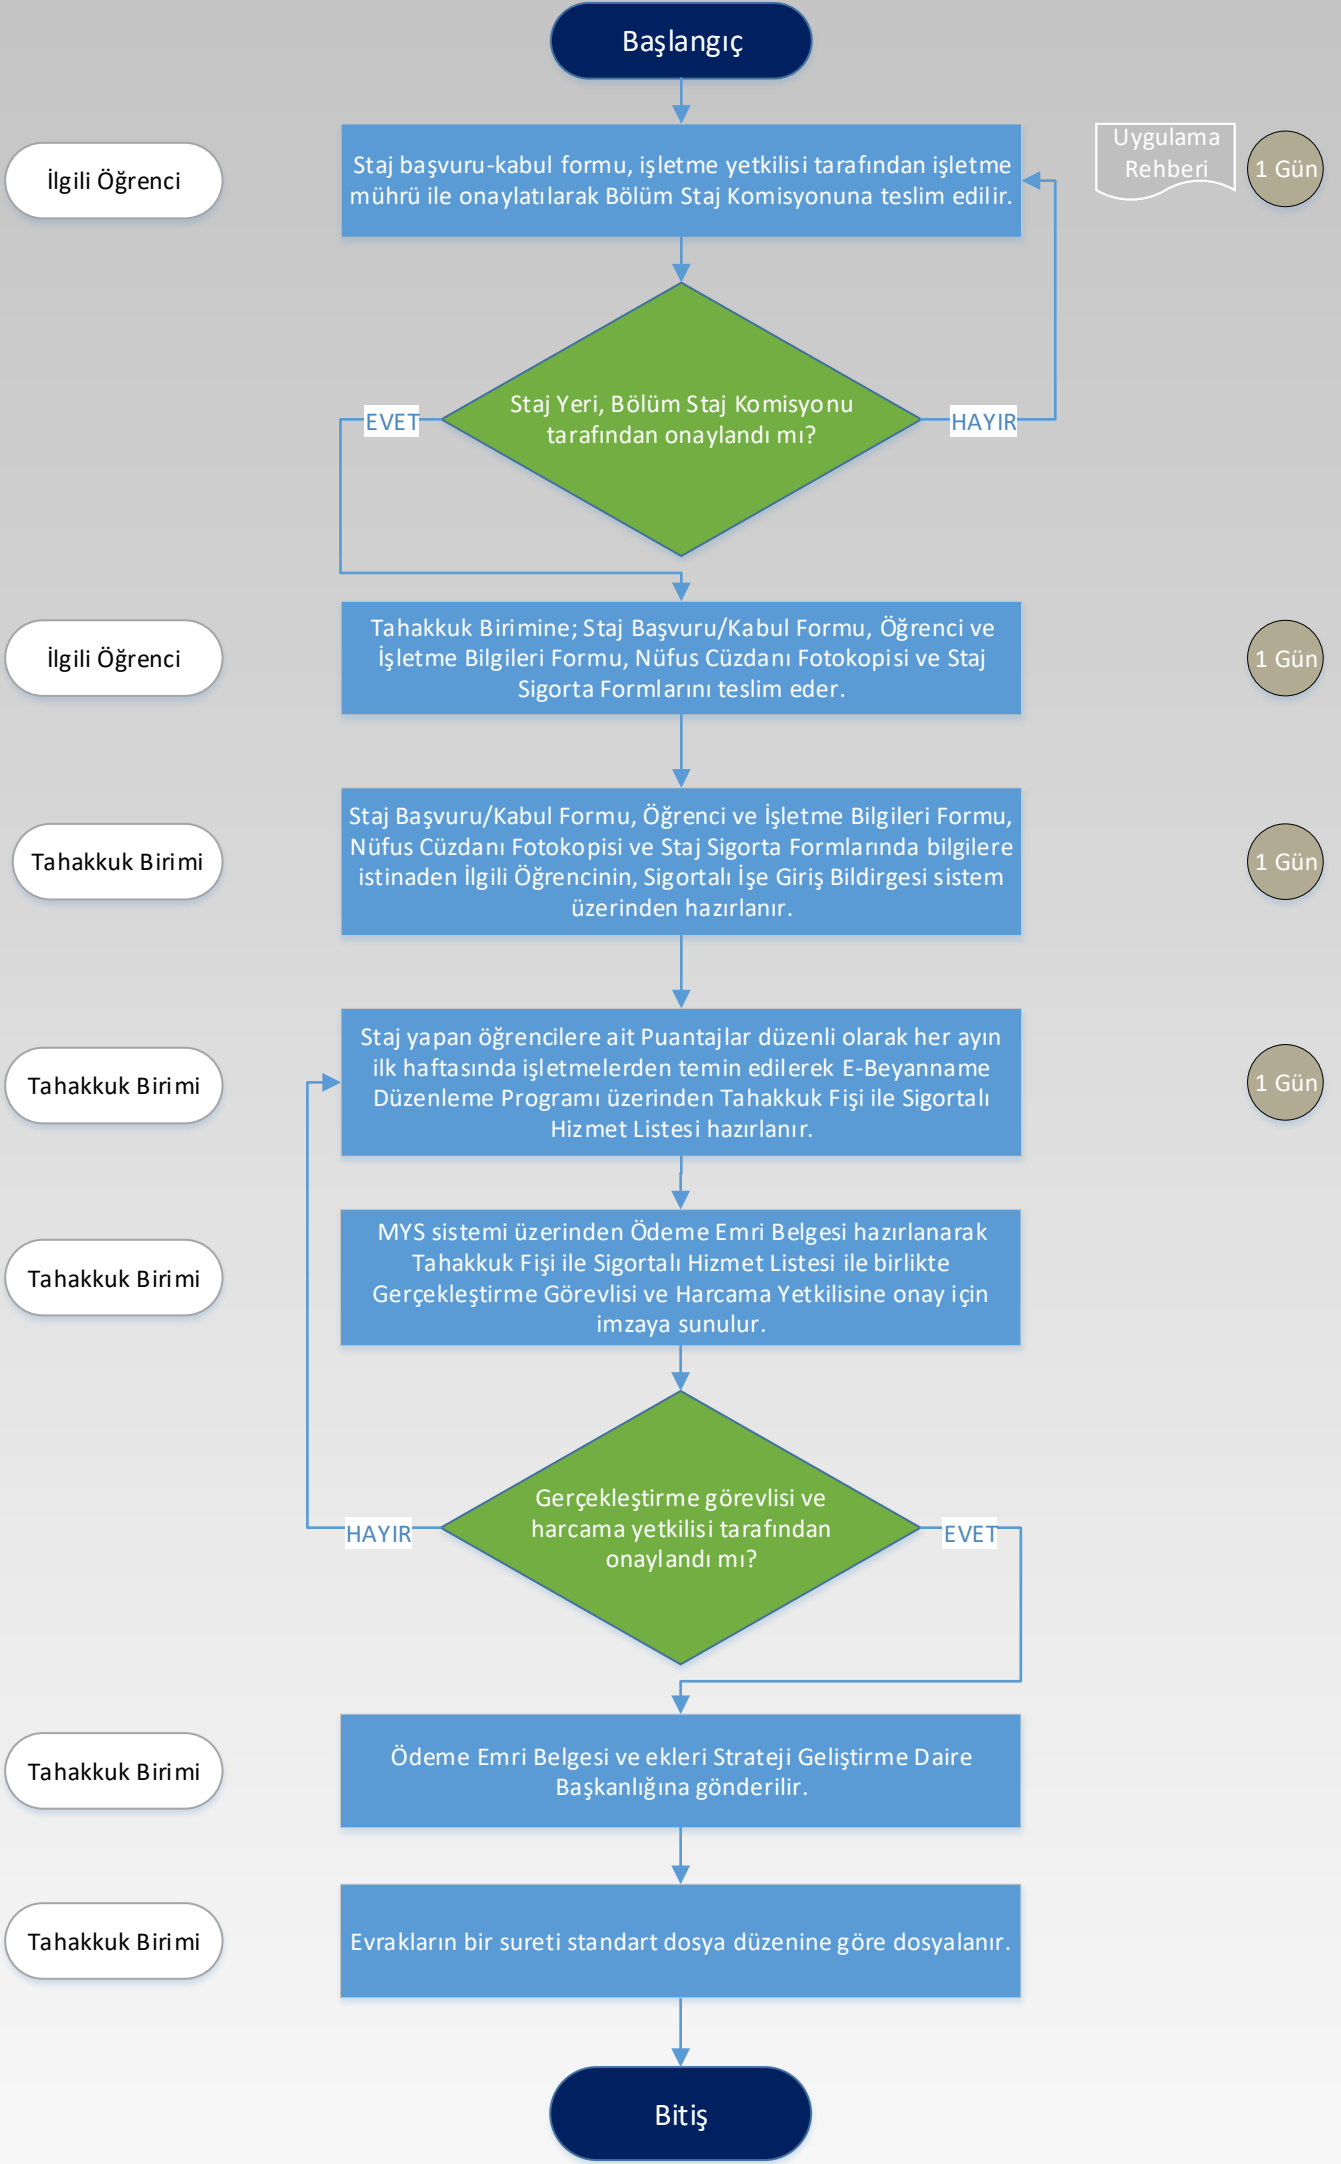 Başlangıç
İlgili Öğrenci
Staj başvuru-kabul formu, işletme yetkilisi tarafından işletme
mührü ile onaylatılarak Bölüm Staj Komisyonuna teslim edilir.
Uygulama
Rehberi
1 Gün
Staj Yeri, Bölüm Staj Komisyonu
tarafından onaylandı mı?
EVET
HAYIR
İlgili Öğrenci
Tahakkuk Birimine; Staj Başvuru/Kabul Formu, Öğrenci ve
İşletme Bilgileri Formu, Nüfus Cüzdanı Fotokopisi ve Staj
Sigorta Formlarını teslim eder.
1 Gün
Tahakkuk Birimi
Staj Başvuru/Kabul Formu, Öğrenci ve İşletme Bilgileri Formu,
Nüfus Cüzdanı Fotokopisi ve Staj Sigorta Formlarında bilgilere
istinaden İlgili Öğrencinin, Sigortalı İşe Giriş Bildirgesi sistem
üzerinden hazırlanır.
1 Gün
Tahakkuk Birimi
Staj yapan öğrencilere ait Puantajlar düzenli olarak her ayın
ilk haftasında işletmelerden temin edilerek E-Beyanname
Düzenleme Programı üzerinden Tahakkuk Fişi ile Sigortalı
Hizmet Listesi hazırlanır.
1 Gün
Tahakkuk Birimi
MYS sistemi üzerinden Ödeme Emri Belgesi hazırlanarak
Tahakkuk Fişi ile Sigortalı Hizmet Listesi ile birlikte
Gerçekleştirme Görevlisi ve Harcama Yetkilisine onay için
imzaya sunulur.
Gerçekleştirme görevlisi ve
harcama yetkilisi tarafından
onaylandı mı?
HAYIR
EVET
Tahakkuk Birimi
Ödeme Emri Belgesi ve ekleri Strateji Geliştirme Daire
Başkanlığına gönderilir.
Tahakkuk Birimi
Evrakların bir sureti standart dosya düzenine göre dosyalanır.
Bitiş